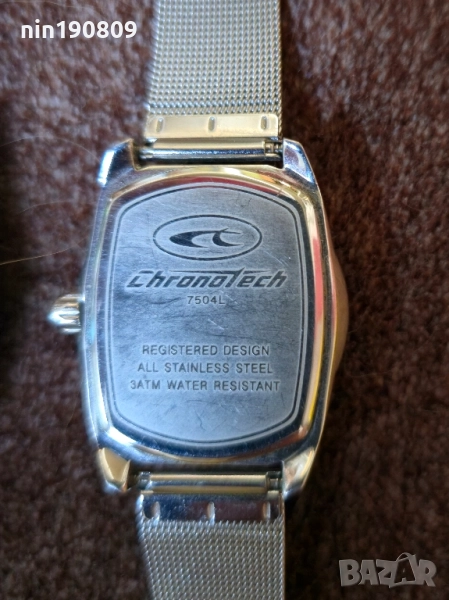 nin190809
ChronoTech
7504L
REGISTERED DESIGN
ALL STAINLESS STEEL
3ATM WATER RESISTANT
BAZAR